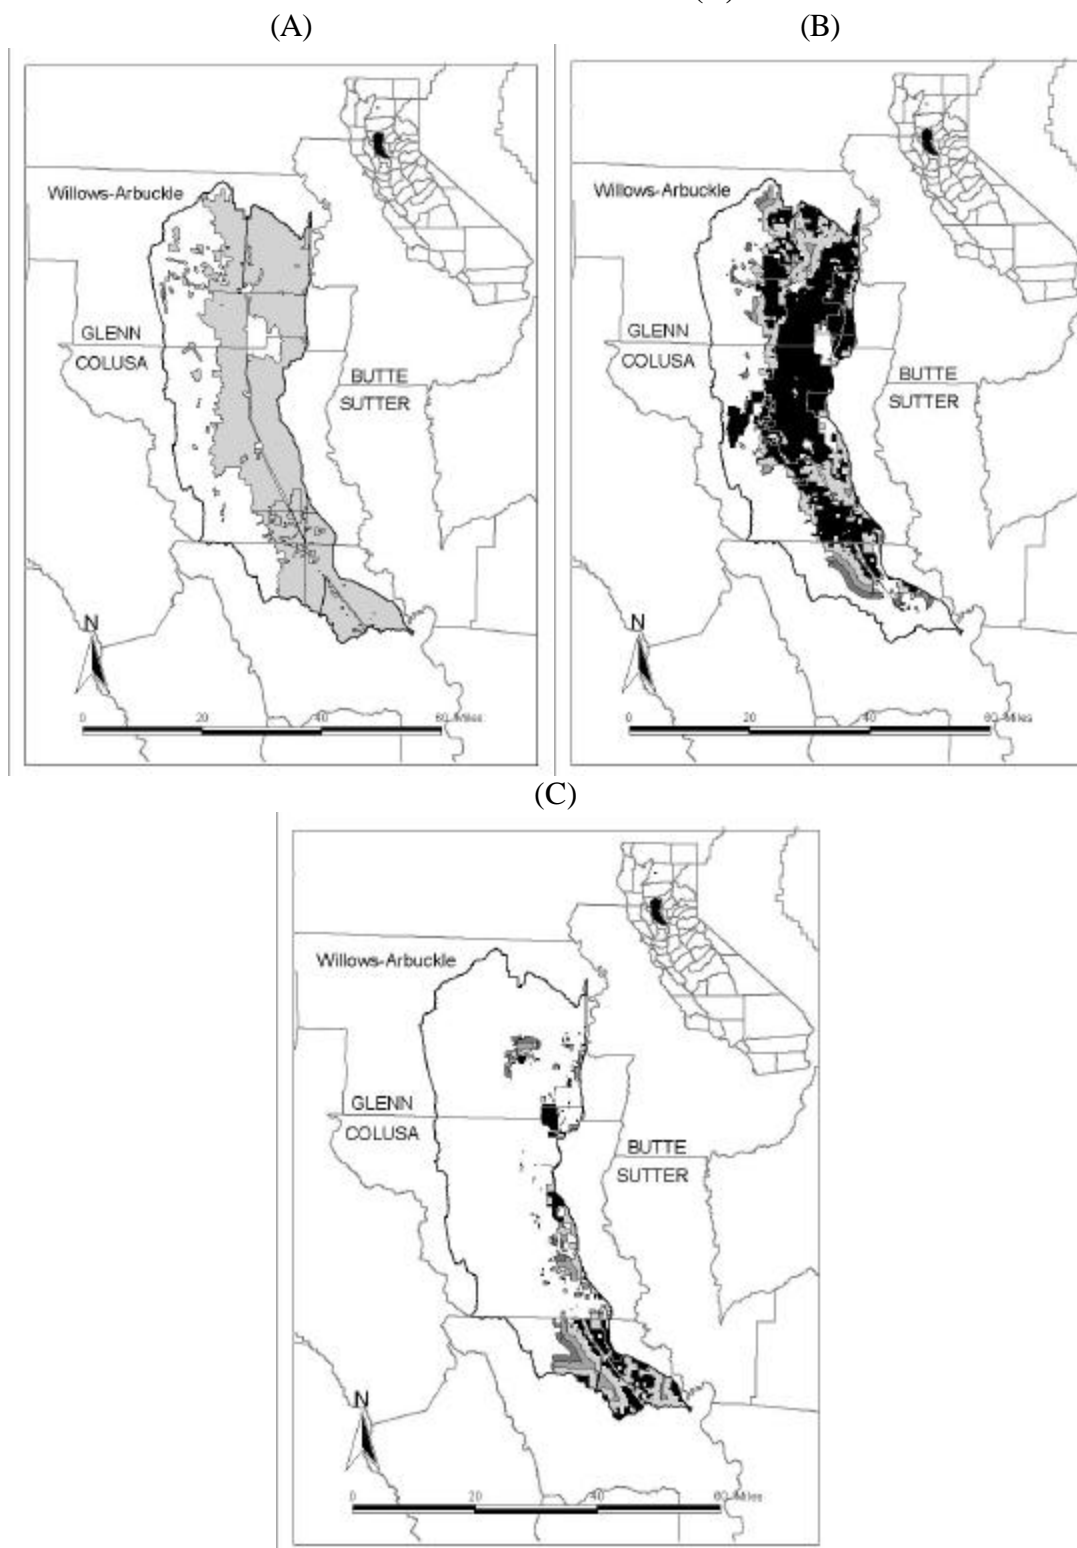 (A)
(B)
Willows-Arbuckle
GLENN
COLUSA
BUTTE
SUTTER
N
0 20 40 60 Miles
Willows-Arbuckle
GLENN
COLUSA
BUTTE
SUTTER
N
0 20 40 60 Miles
(C)
Willows-Arbuckle
GLENN
COLUSA
BUTTE
SUTTER
N
0 20 40 60 Miles